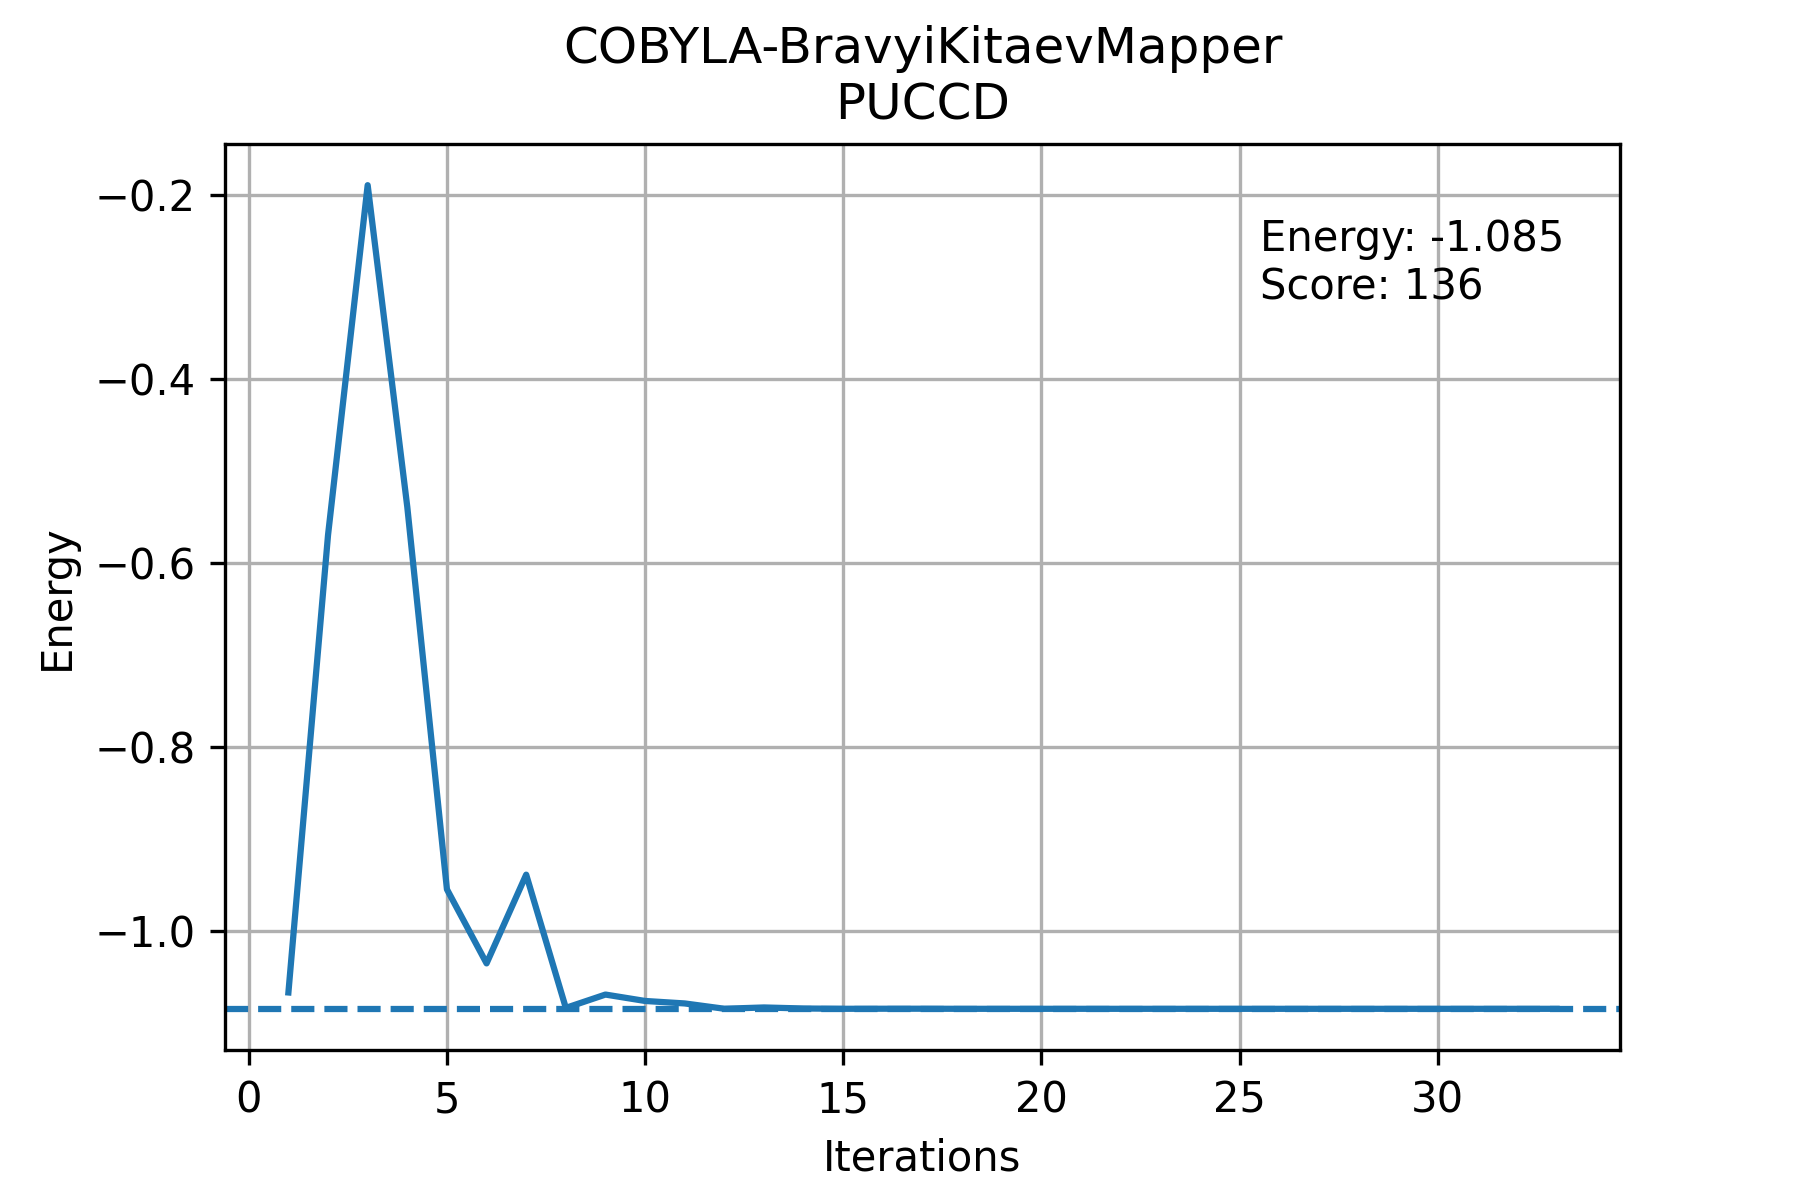 COBYLA-BravyiKitaevMapper
PUCCD
Energy: -1.085
Score: 136
Energy
−0.2
−0.4
−0.6
−0.8
−1.0
0 5 10 15 20 25 30
Iterations